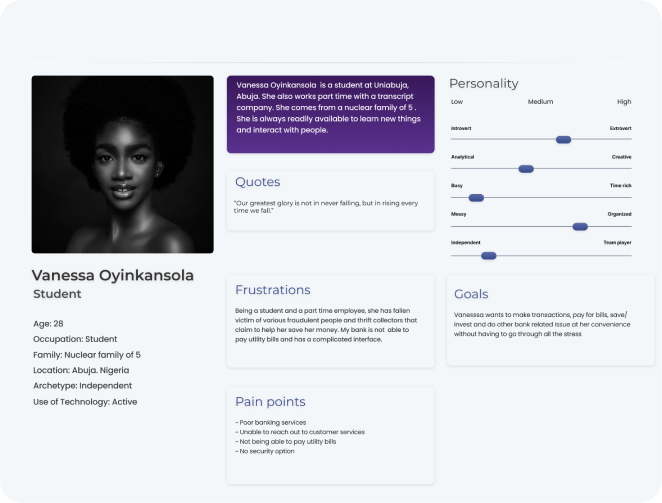 Vanessa Oyinkansola
Student
Age: 28
Occupation: Student
Family: Nuclear family of 5
Location: Abuja. Nigeria
Archetype: Independent
Use of Technology: Active
Vanessa Oyinkansola is a student at Uniabuja,
Abuja. She also works part time with a transcript
company. She comes from a nuclear family of 5 .
She is always readily available to learn new things
and interact with people.
Quotes
"Our greatest glory is not in never falling, but in rising every
time we fall."
Frustrations
Being a student and a part time employee, she has fallen
victim of various fraudulent people and thrift collectors that
claim to help her save her money. My bank is not able to
pay utility bills and has a complicated interface.
Pain points
- Poor banking services
- Unable to reach out to customer services
- Not being able to pay utility bills
- No security option
Personality
Low Medium High
Introvert Extrovert
Analytical Creative
Busy Time rich
Messy Organized
Independent Team player
Goals
Vanesssa wants to make transactions, pay for bills, save/
invest and do other bank related issue at her convenience
without having to go through all the stress